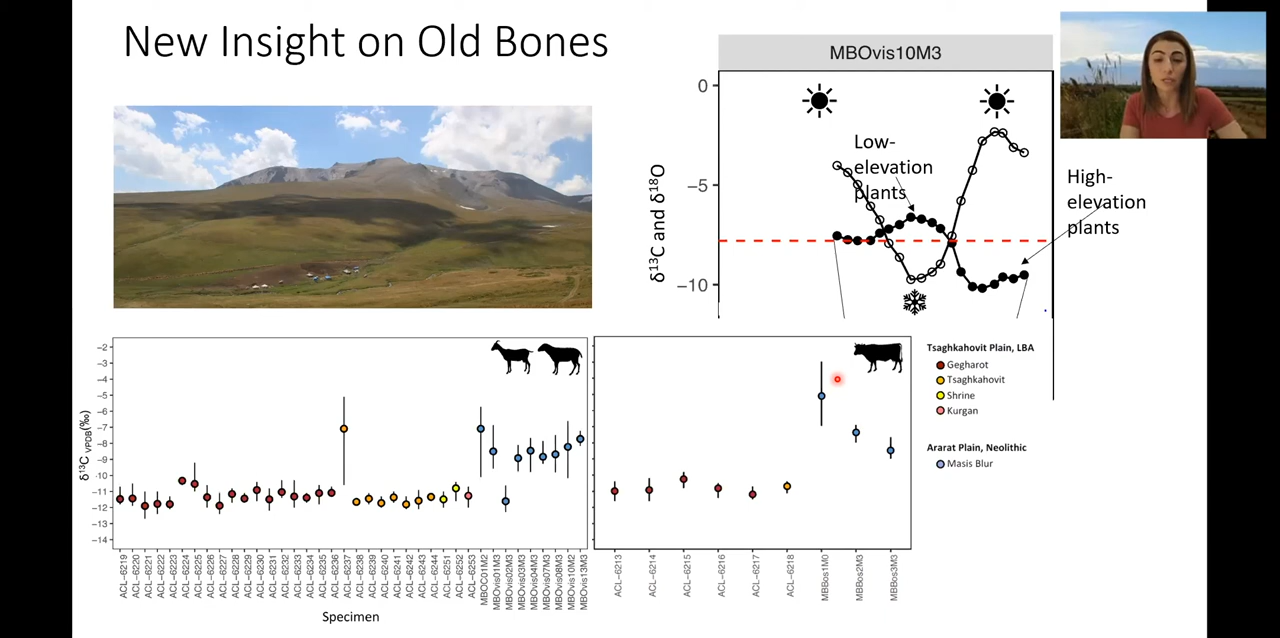 New Insight on Old Bones
MBOvis10M3
0
−5
−10
δ13C and δ18O
Low-
elevation
plants
High-
elevation
plants
δ13C VPDB(‰)
−2
−3
−4
−5
−6
−7
−8
−9
−10
−11
−12
−13
−14
ACL−6219
ACL−6220
ACL−6221
ACL−6222
ACL−6223
ACL−6224
ACL−6225
ACL−6226
ACL−6227
ACL−6228
ACL−6229
ACL−6230
ACL−6231
ACL−6232
ACL−6233
ACL−6234
ACL−6235
ACL−6236
ACL−6237
ACL−6238
ACL−6239
ACL−6240
ACL−6241
ACL−6242
ACL−6243
ACL−6244
ACL−6251
ACL−6252
ACL−6253
MBOC01M2
MBOvis01M3
MBOvis02M3
MBOvis03M3
MBOvis04M3
MBOvis07M3
MBOvis08M3
MBOvis10M2
MBOvis13M3
Specimen
ACL−6213
ACL−6214
ACL−6215
ACL−6216
ACL−6217
ACL−6218
MBBos1M0
MBBos2M3
MBBos3M3
Tsaghkahovit Plain, LBA
Gegharot
Tsaghkahovit
Shrine
Kurgan
Ararat Plain, Neolithic
Masis Blur